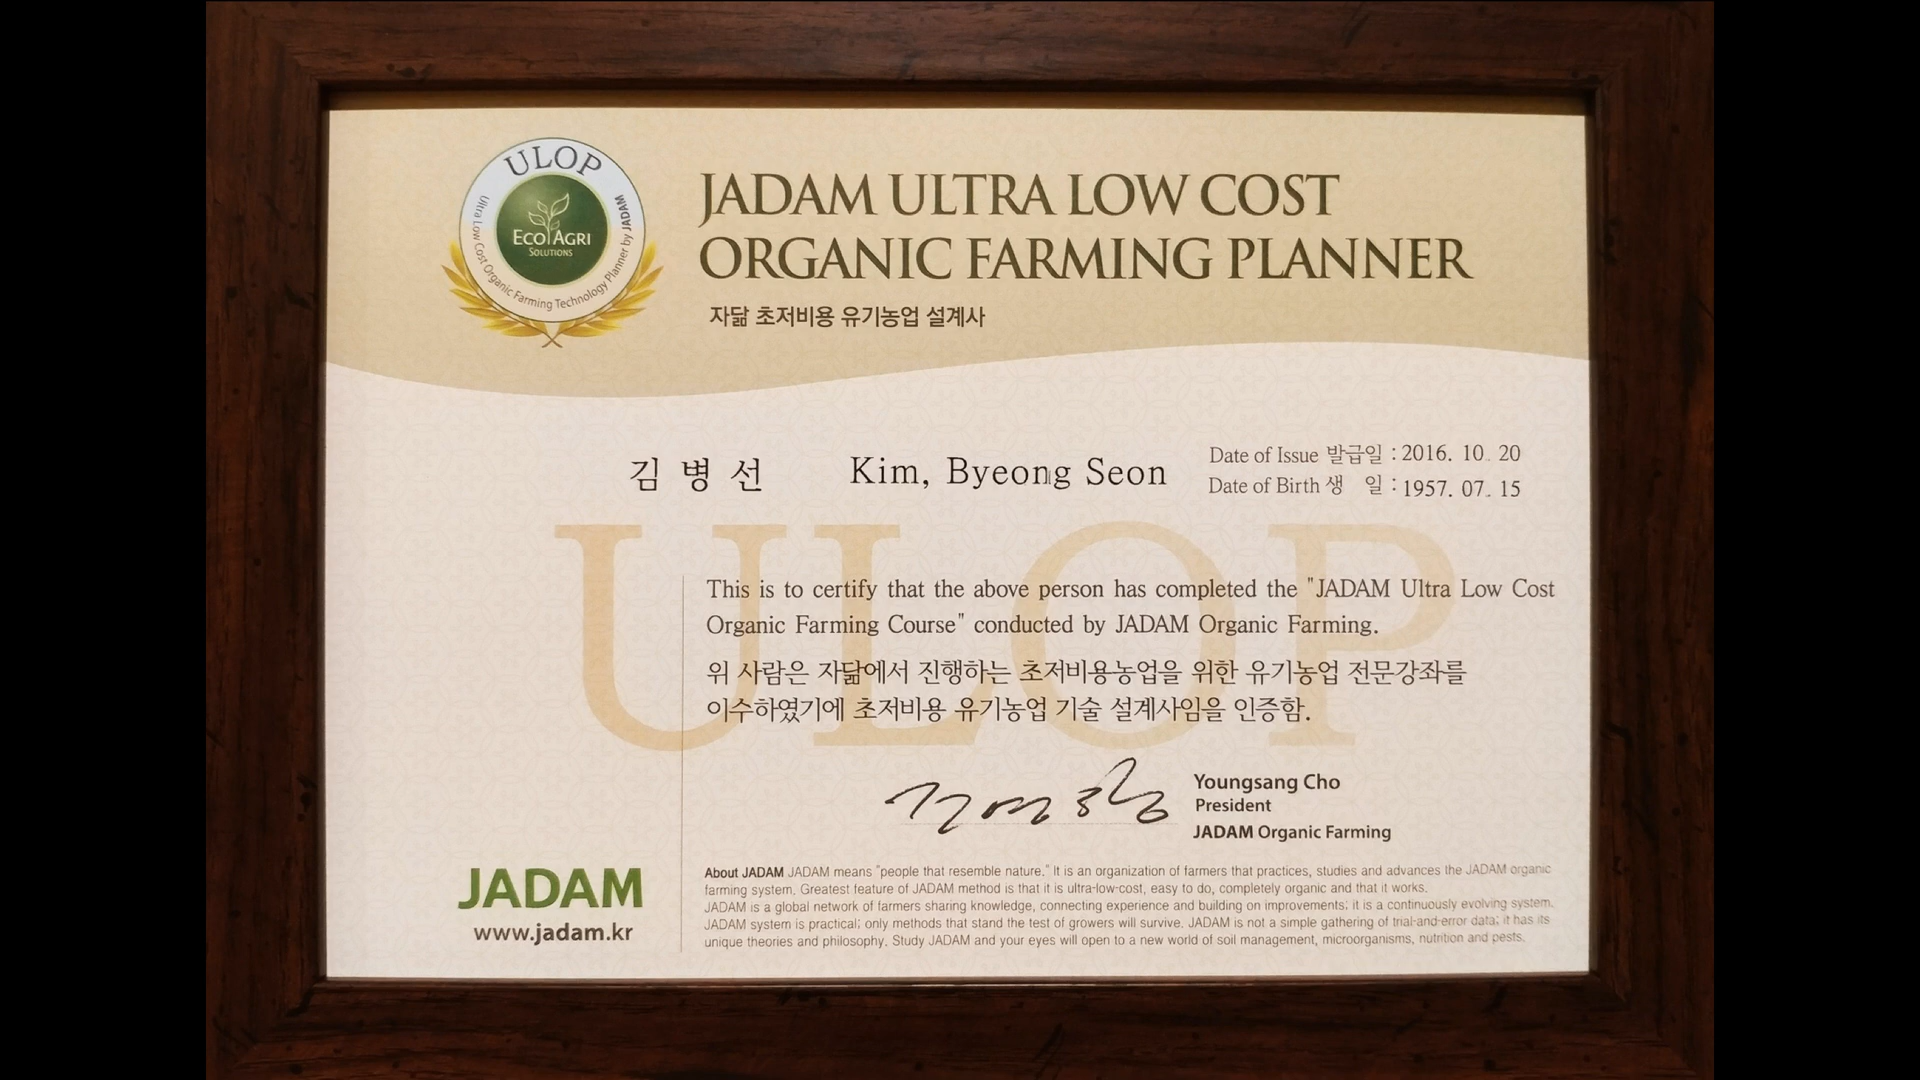 ULOP
Ultra Low Cost Organic Farming Technology Planner by JADAM
ECO AGRI
SOLUTIONS
JADAM ULTRA LOW COST
ORGANIC FARMING PLANNER
자닮 초저비용 유기농업 설계사
김 병 선 Kim, Byeong Seon
Date of Issue 발급일 : 2016. 10. 20
Date of Birth 생 일 : 1957. 07. 15
ULOP
This is to certify that the above person has completed the "JADAM Ultra Low Cost
Organic Farming Course" conducted by JADAM Organic Farming.
위 사람은 자닮에서 진행하는 초저비용농업을 위한 유기농업 전문강좌를
이수하였기에 초저비용 유기농업 기술 설계사임을 인증함.
Youngsang Cho
President
JADAM Organic Farming
JADAM
www.jadam.kr
About JADAM JADAM means "people that resemble nature." It is an organization of farmers that practices, studies and advances the JADAM organic
farming system. Greatest feature of JADAM method is that it is ultra-low-cost, easy to do, completely organic and that it works.
JADAM is a global network of farmers sharing knowledge, connecting experience and building on improvements; it is a continuously evolving system.
JADAM system is practical; only methods that stand the test of growers will survive. JADAM is not a simple gathering of trial-and-error data; it has its
unique theories and philosophy. Study JADAM and your eyes will open to a new world of soil management, microorganisms, nutrition and pests.